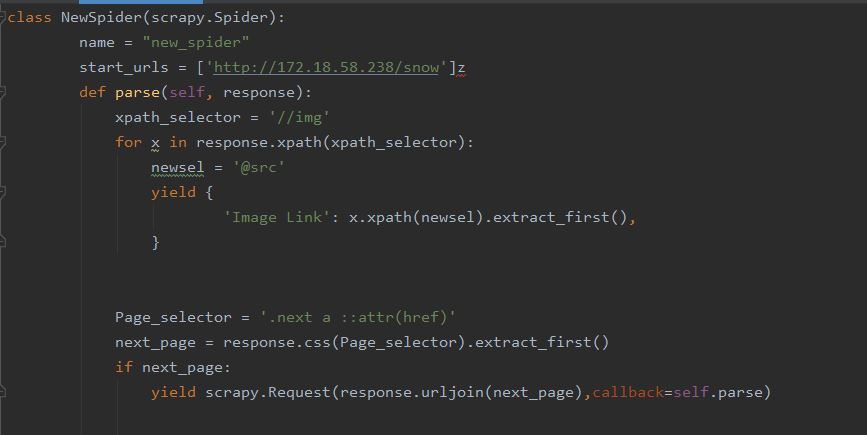 class NewSpider(scrapy.Spider):
name = "new_spider"
start_urls = ['http://172.18.58.238/snow']z
def parse(self, response):
xpath_selector = '//img'
for x in response.xpath(xpath_selector):
newsel = '@src'
yield {
'Image Link': x.xpath(newsel).extract_first(),
}
Page_selector = '.next a ::attr(href)'
next_page = response.css(Page_selector).extract_first()
if next_page:
yield scrapy.Request(response.urljoin(next_page),callback=self.parse)